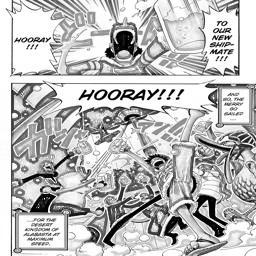 TO
OUR
NEW
SHIP-
MATE!!
HOORAY
!!!
HOORAY!!!
AND
SO, THE
MERRY
GO
SAILED
...
...FOR THE
DESERT
KINGDOM OF
ALABASTA AT
MAXIMUM
SPEED.